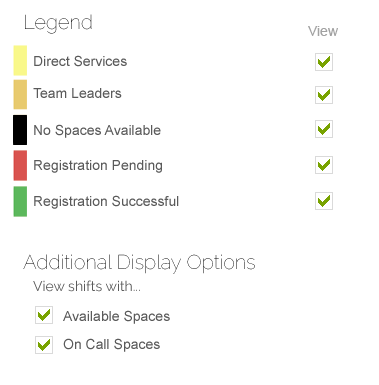 Legend
View
Direct Services
Team Leaders
No Spaces Available
Registration Pending
Registration Successful
Additional Display Options
View shifts with...
Available Spaces
On Call Spaces